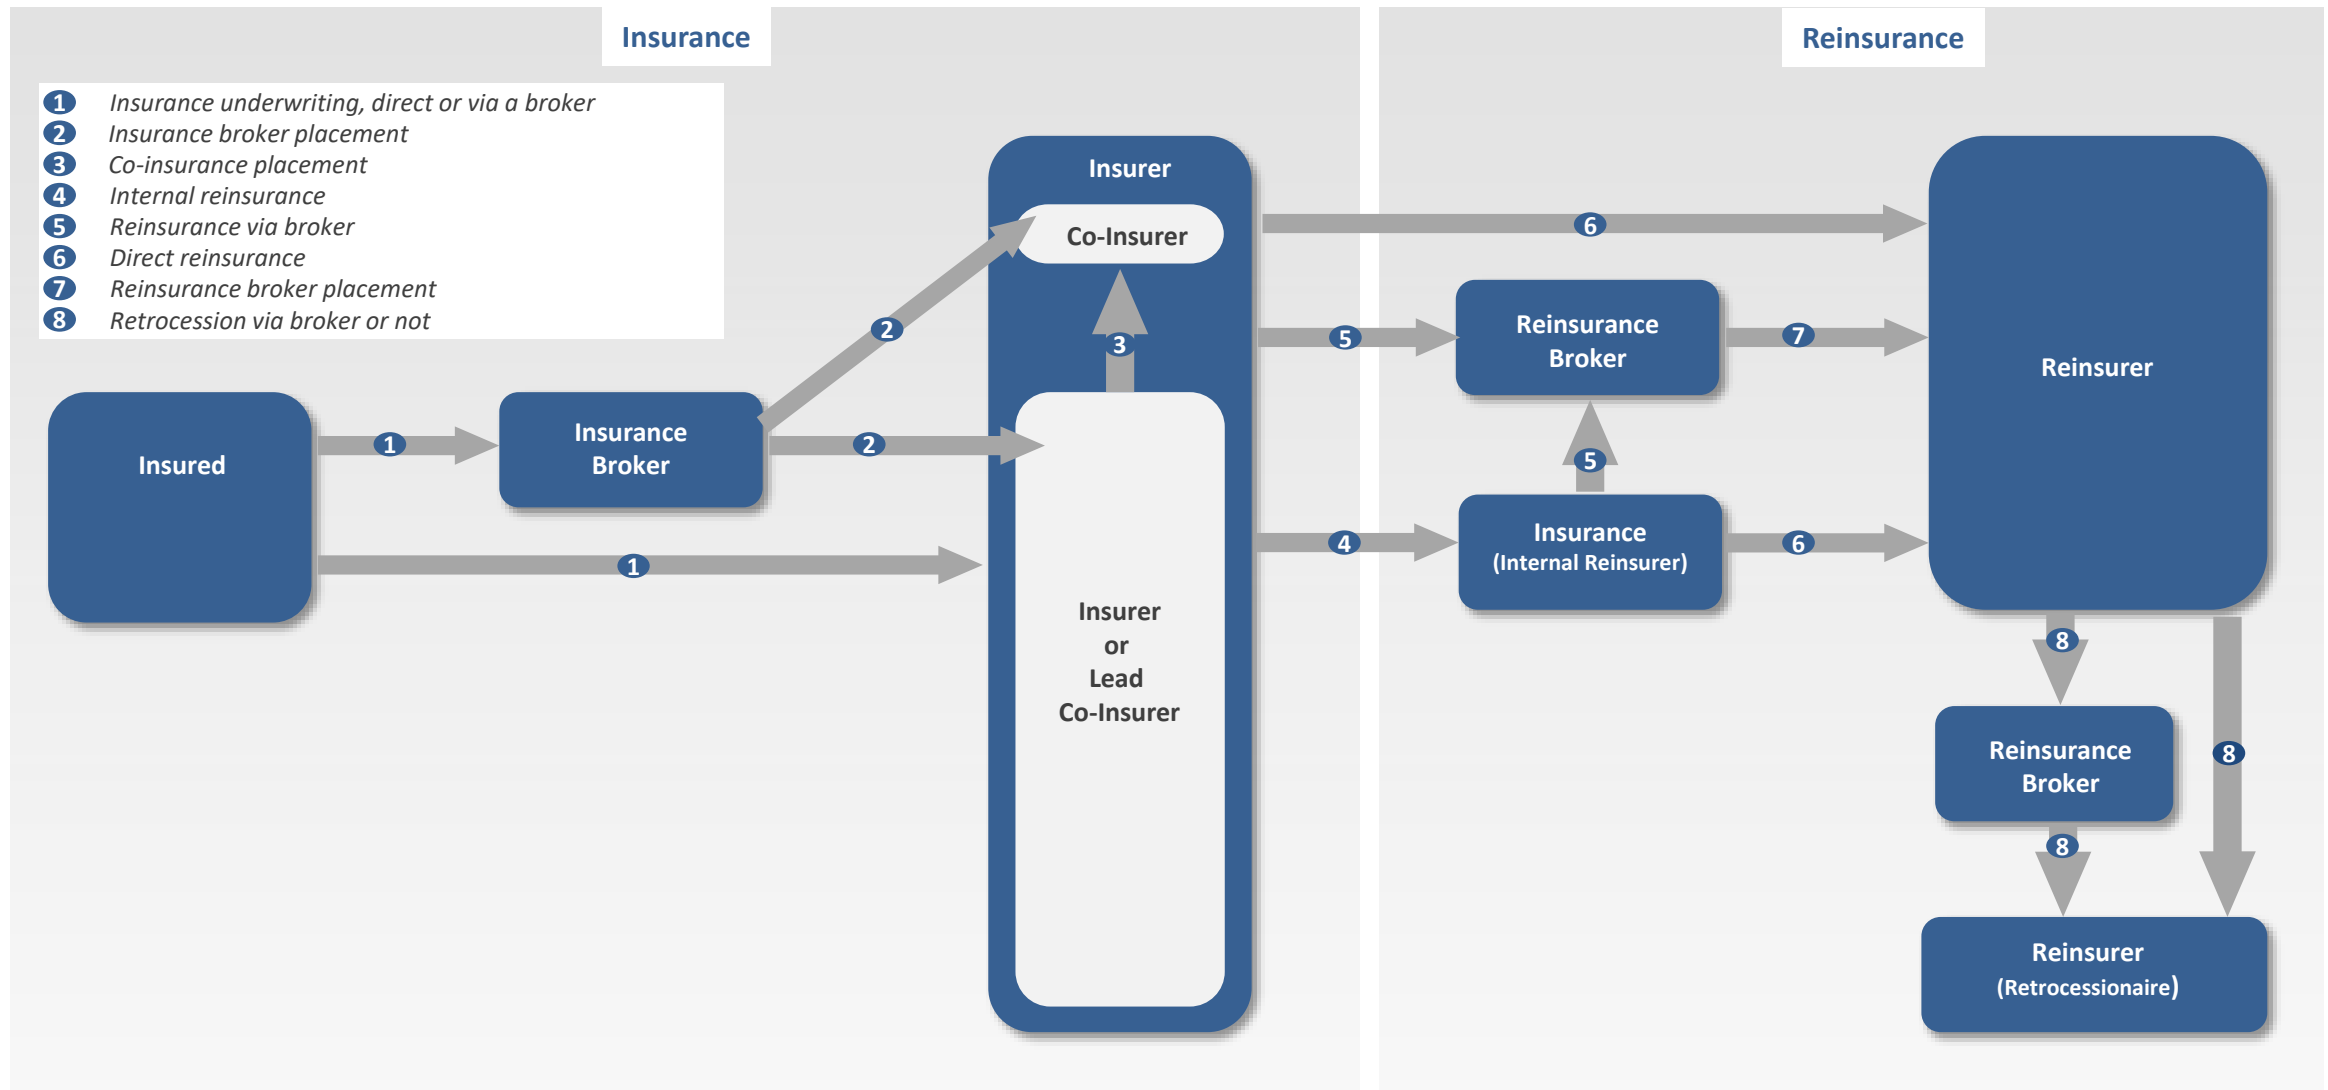 Insurance
Reinsurance
1 Insurance underwriting, direct or via a broker
2 Insurance broker placement
3 Co-insurance placement
4 Internal reinsurance
5 Reinsurance via broker
6 Direct reinsurance
7 Reinsurance broker placement
8 Retrocession via broker or not
Insured
1
1
Insurance
Broker
2
2
Insurer
Co-Insurer
3
Insurer
or
Lead
Co-Insurer
6
5
Reinsurance
Broker
7
5
4
Insurance
(Internal Reinsurer)
6
Reinsurer
8
8
Reinsurance
Broker
8
Reinsurer
(Retrocessionaire)